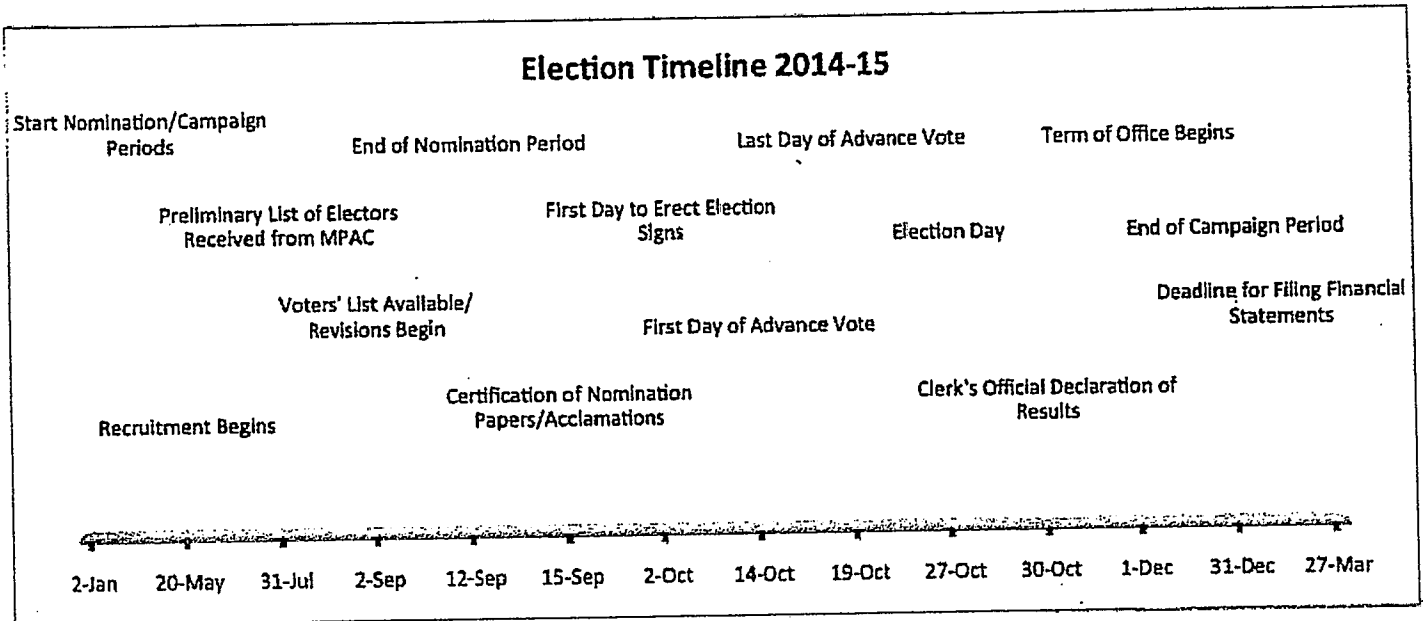 Election Timeline 2014-15
Start Nomination/Campaign
Periods
End of Nomination Period
Last Day of Advance Vote
Term of Office Begins
Preliminary List of Electors
Received from MPAC
First Day to Erect Election
Signs
Election Day
End of Campaign Period
Voters' List Available/
Revisions Begin
First Day of Advance Vote
Deadline for Filing Financial
Statements
Recruitment Begins
Certification of Nomination
Papers/Acclamations
Clerk's Official Declaration of
Results
2-Jan 20-May 31-Jul 2-Sep 12-Sep 15-Sep 2-Oct 14-Oct 19-Oct 27-Oct 30-Oct 1-Dec 31-Dec 27-Mar